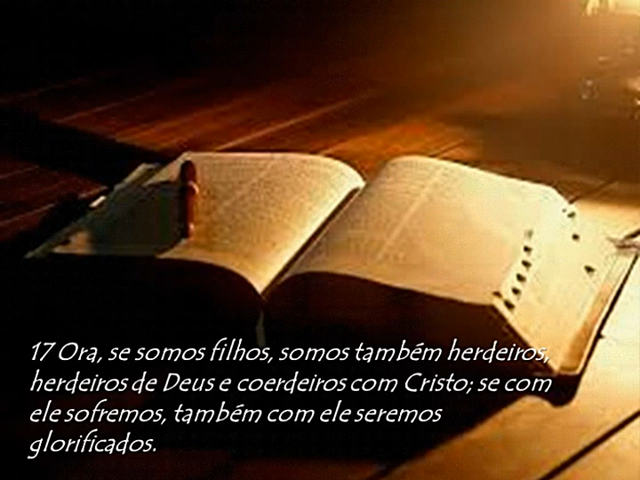 17 Ora, se somos filhos, somos também herdeiros,
herdeiros de Deus e coerdeiros com Cristo; se com
ele sofremos, também com ele seremos
glorificados.